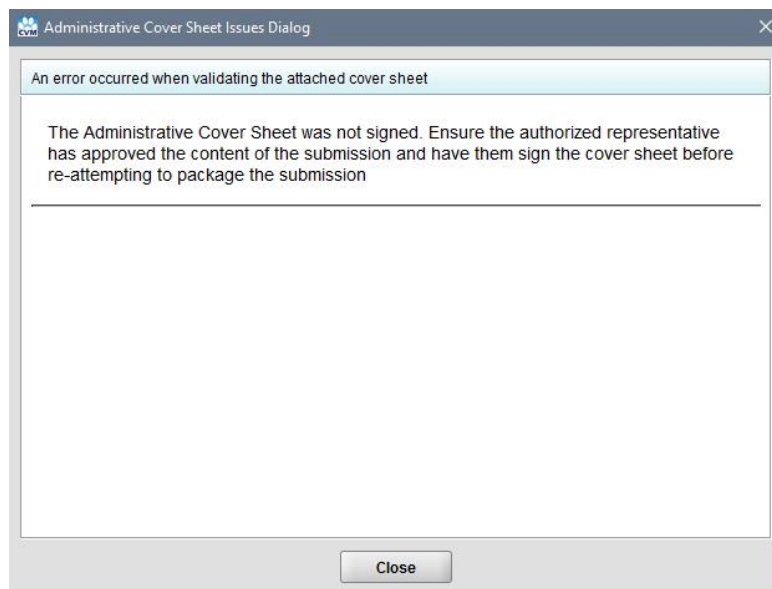 CVM Administrative Cover Sheet Issues Dialog
An error occurred when validating the attached cover sheet
The Administrative Cover Sheet was not signed. Ensure the authorized representative
has approved the content of the submission and have them sign the cover sheet before
re-attempting to package the submission
Close